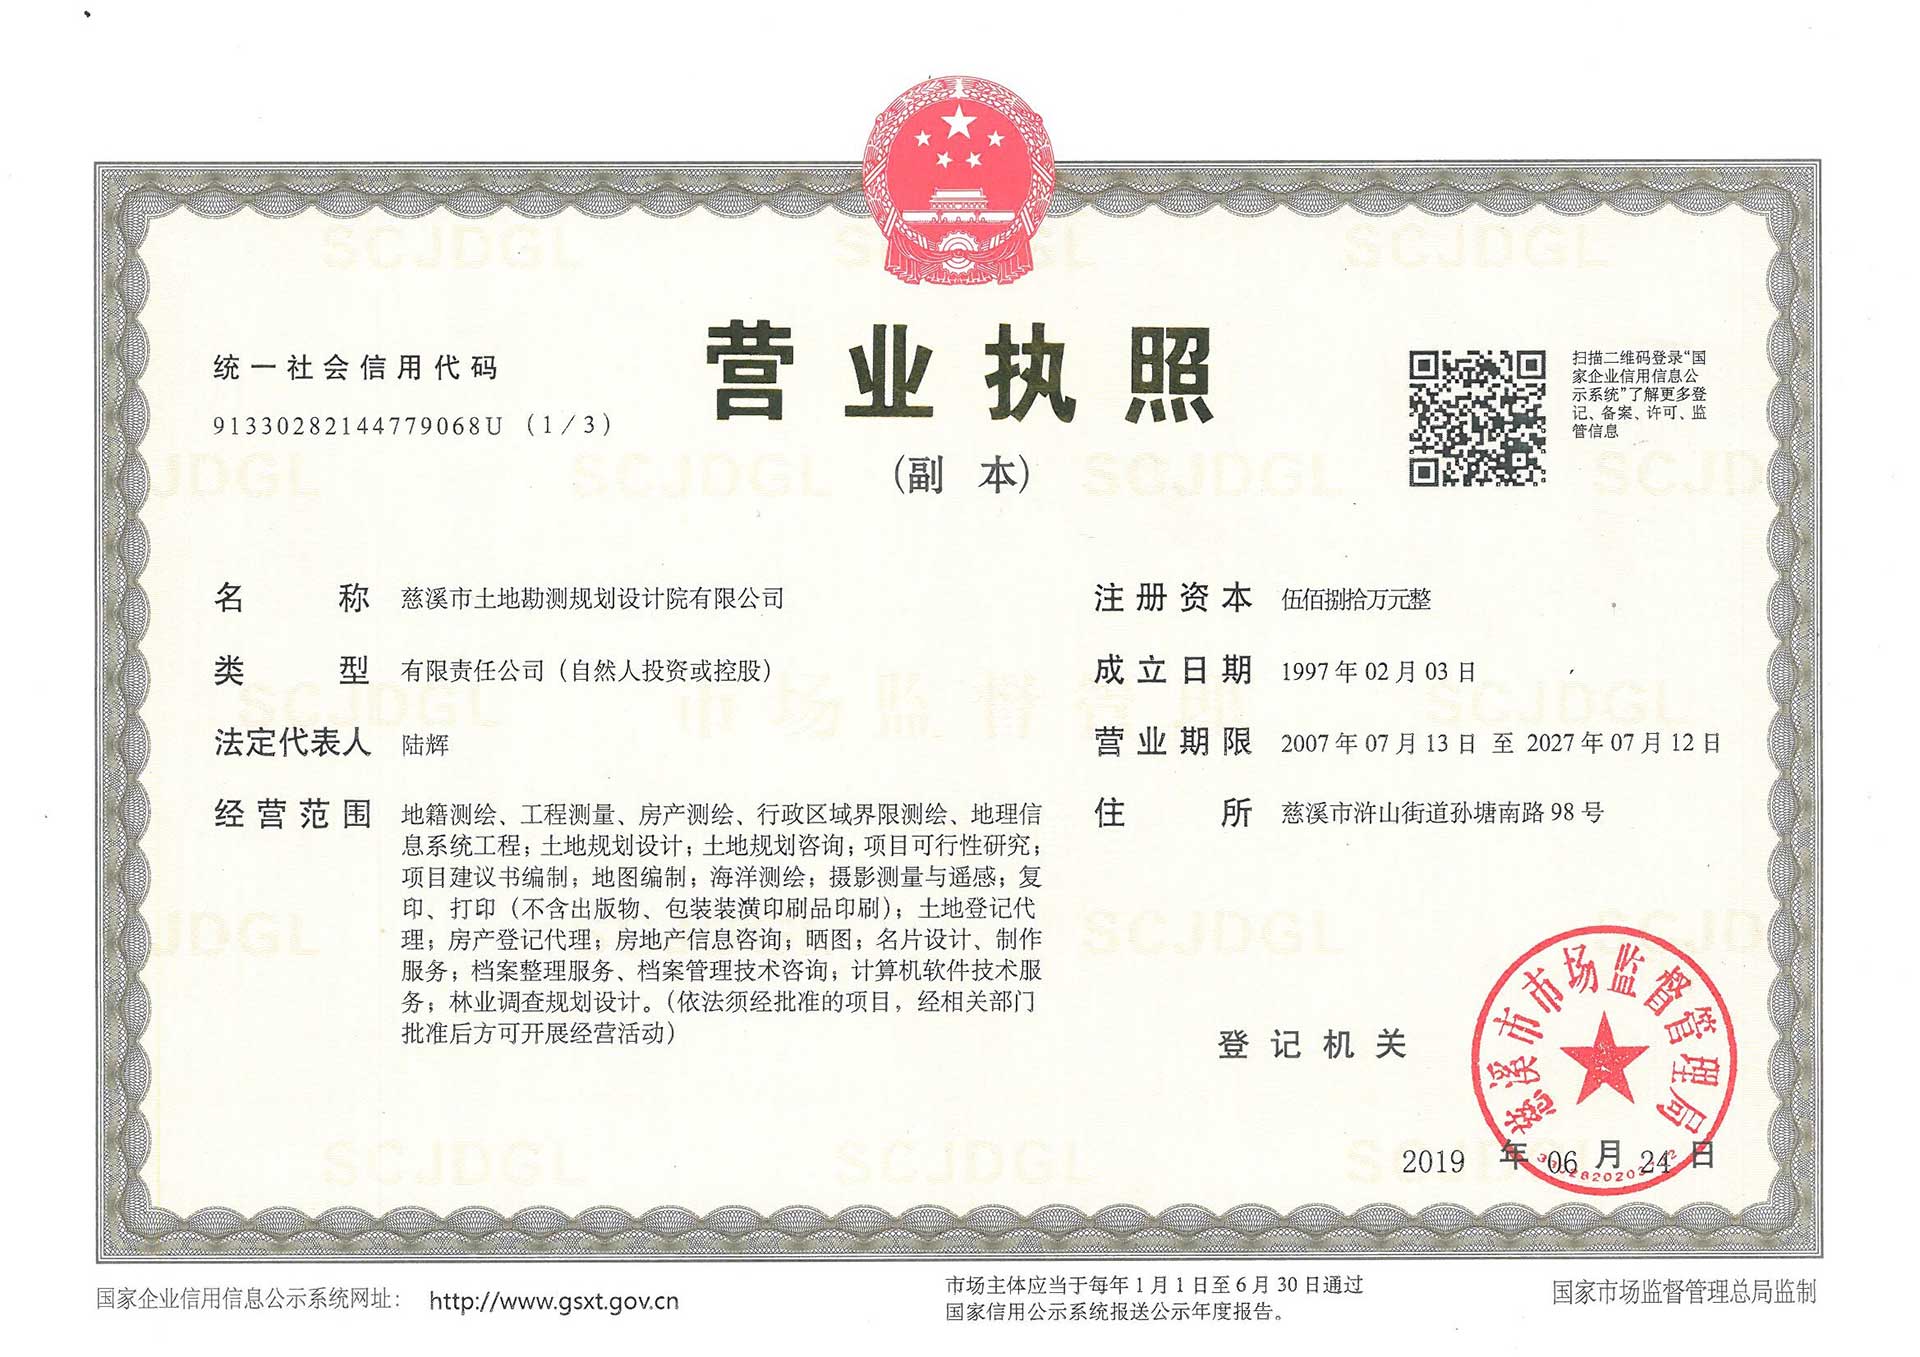 营业执照
(副 本)
统一社会信用代码
91330282144779068U (1/3)
扫描二维码登录“国
家企业信用信息公
示系统”了解更多登
记、备案、许可、监
管信息
名 称 慈溪市土地勘测规划设计院有限公司
类 型 有限责任公司（自然人投资或控股）
法定代表人 陆辉
经营范围 地籍测绘、工程测量、房产测绘、行政区域界限测绘、地理信
息系统工程；土地规划设计；土地规划咨询；项目可行性研究；
项目建议书编制；地图编制；海洋测绘；摄影测量与遥感；复
印、打印（不含出版物、包装装潢印刷品印刷）；土地登记代
理；房产登记代理；房地产信息咨询；晒图；名片设计、制作
服务；档案整理服务、档案管理技术咨询；计算机软件技术服
务；林业调查规划设计。（依法须经批准的项目，经相关部门
批准后方可开展经营活动）
注册资本 伍佰捌拾万元整
成立日期 1997年02月03日
营业期限 2007年07月13日 至 2027年07月12日
住 所 慈溪市浒山街道孙塘南路98号
登记机关
慈溪市市场监督管理局
2019 年 06 月 24 日
国家企业信用信息公示系统网址： http://www.gsxt.gov.cn
市场主体应当于每年1月1日至6月30日通过
国家信用公示系统报送公示年度报告。
国家市场监督管理总局监制